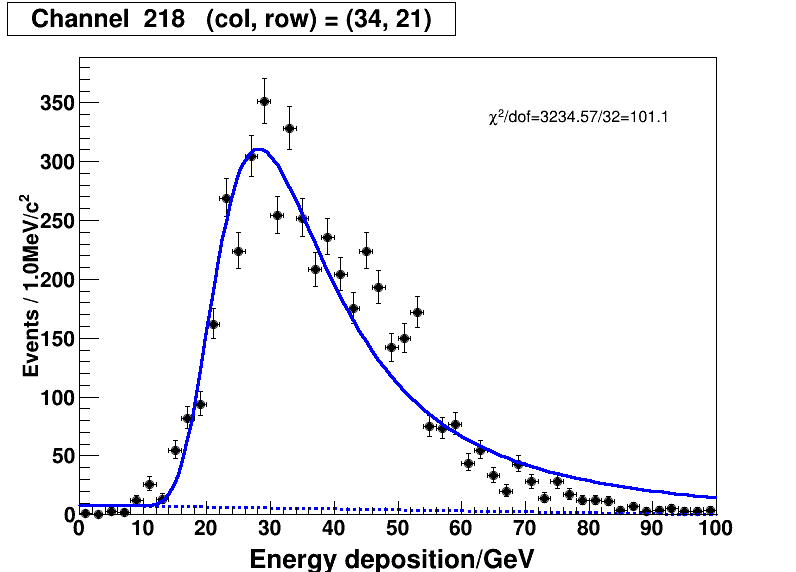 Channel 218 (col, row) = (34, 21)
χ²/dof=3234.57/32=101.1
Events / 1.0MeV/c²
350
300
250
200
150
100
50
0
0 10 20 30 40 50 60 70 80 90 100
Energy deposition/GeV